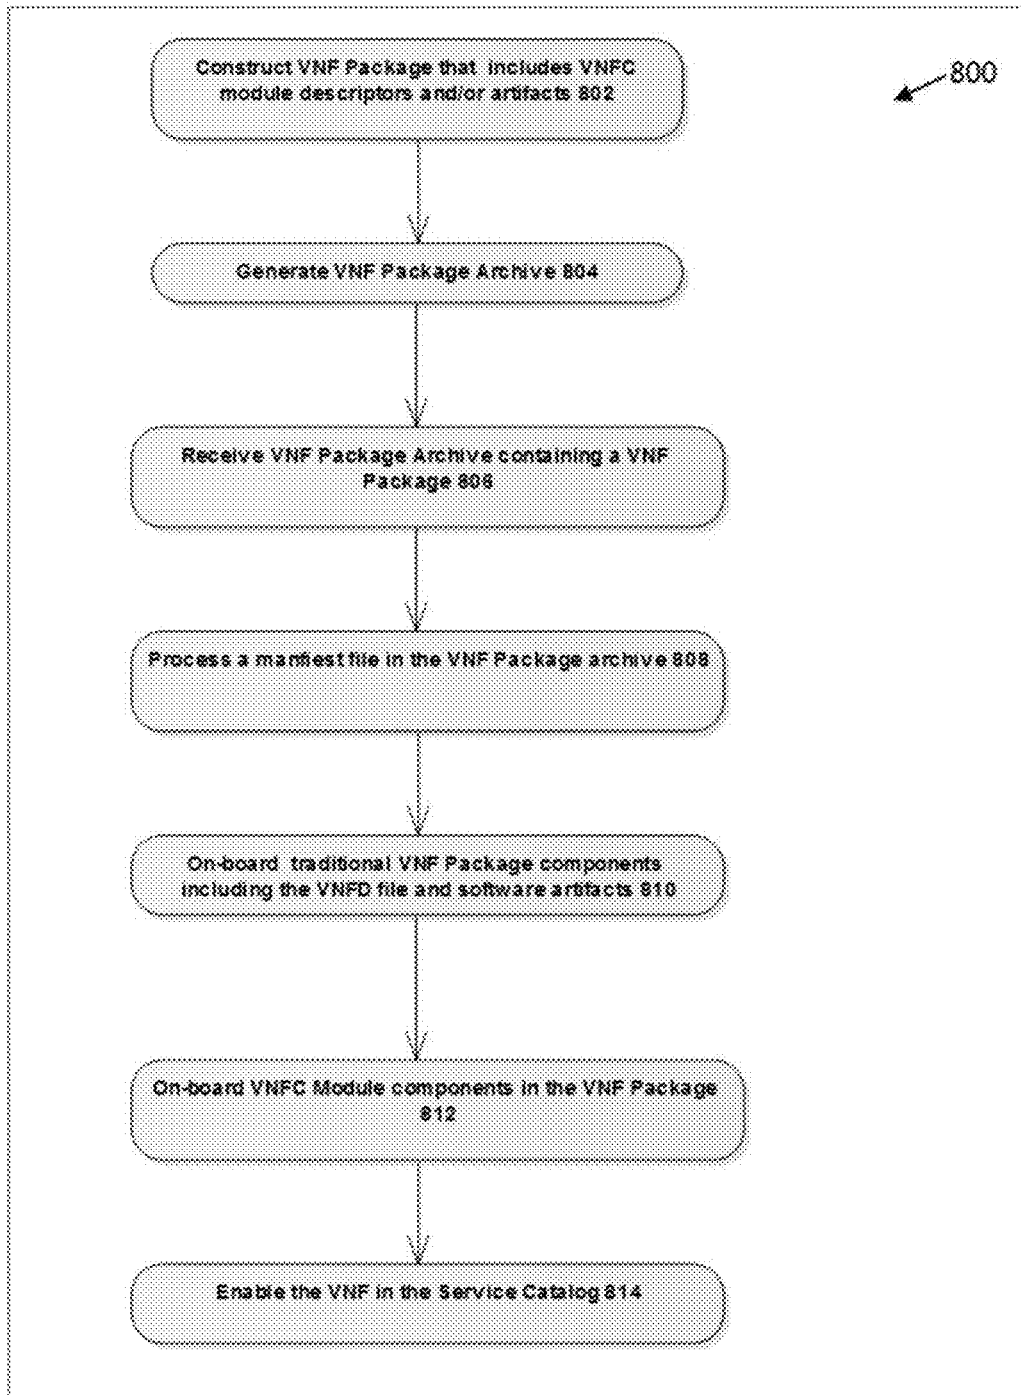 Construct VNF Package that includes VNFC
module descriptors and/or artifacts 802
800
Generate VNF Package Archive 804
Receive VNF Package Archive containing a VNF
Package 806
Process a manfiest file in the VNF Package archive 808
On-board traditional VNF Package components
including the VNFD file and software artifacts 810
On-board VNFC Module components in the VNF Package
812
Enable the VNF in the Service Catalog 814